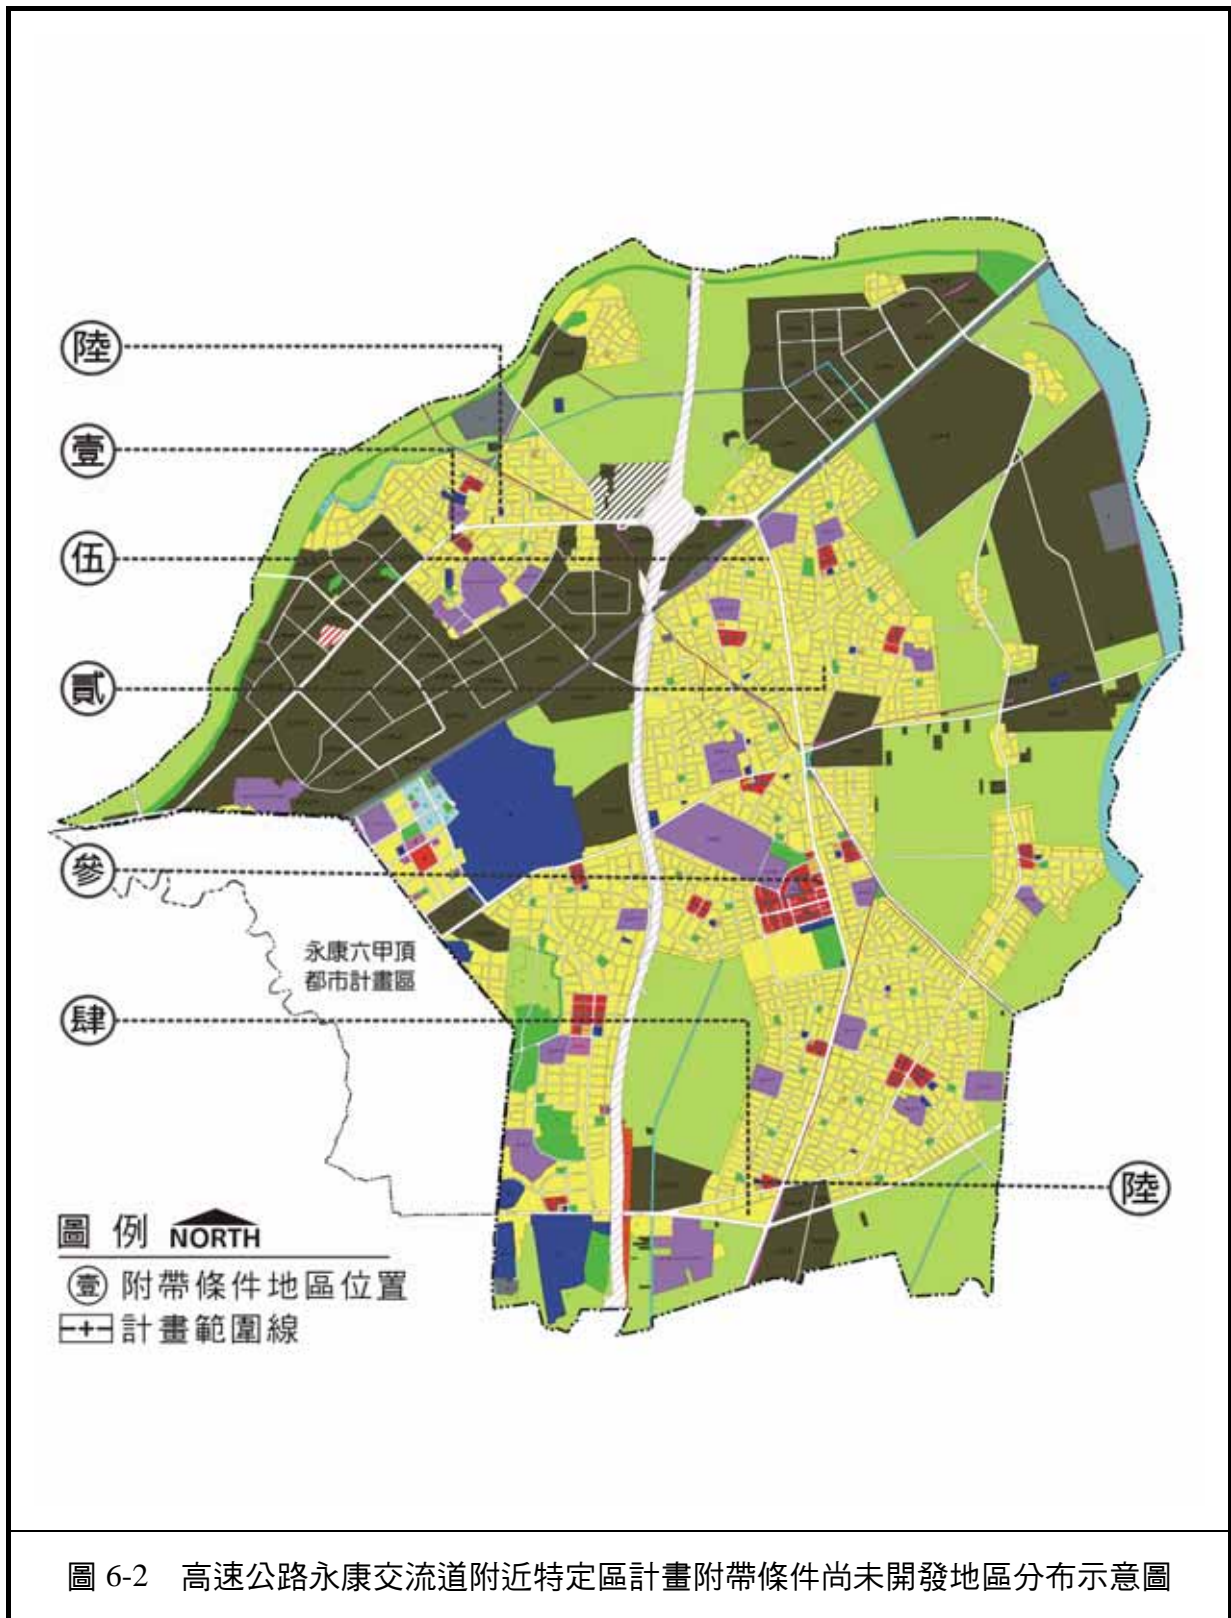 陸
壹
伍
貳
參
永康六甲頂
都市計畫區
肆
陸
圖 例 NORTH
壹 附帶條件地區位置
計畫範圍線
圖 6-2 高速公路永康交流道附近特定區計畫附帶條件尚未開發地區分布示意圖